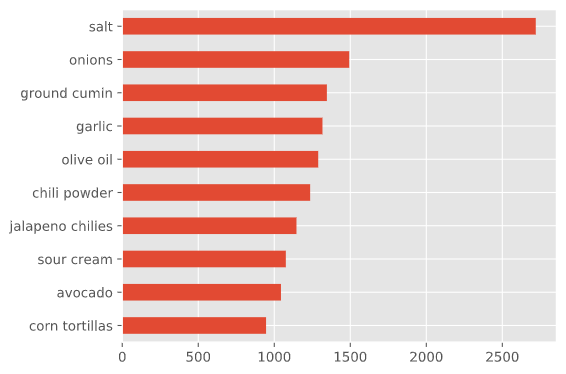 salt
onions
ground cumin
garlic
olive oil
chili powder
jalapeno chilies
sour cream
avocado
corn tortillas
0 500 1000 1500 2000 2500